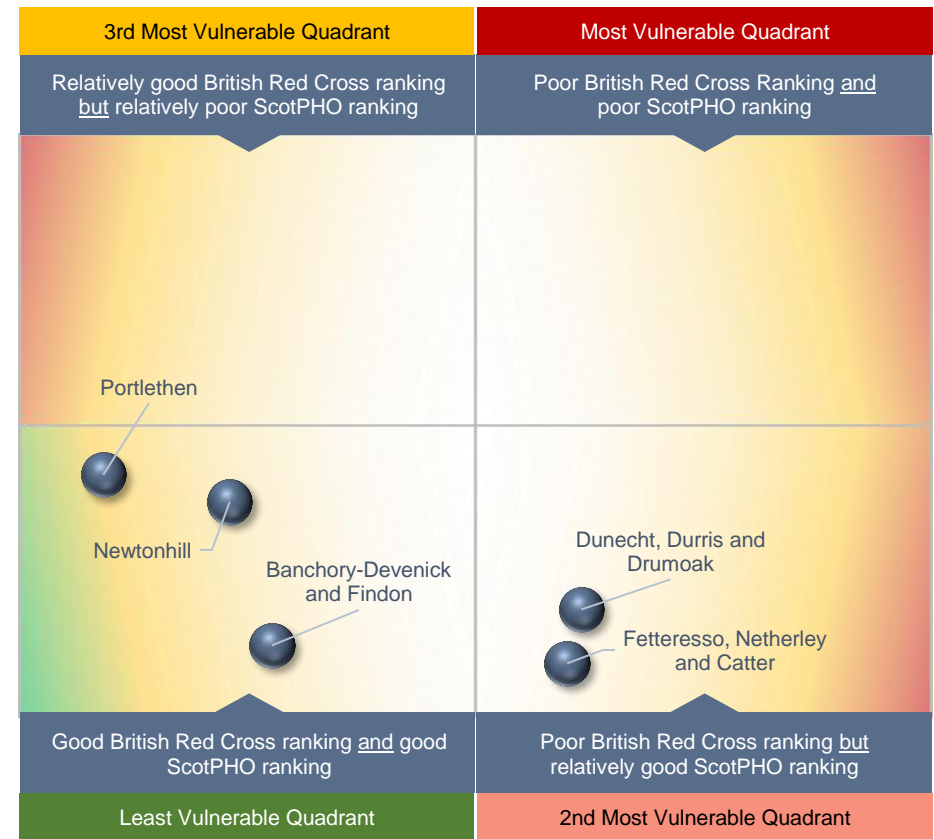 3rd Most Vulnerable Quadrant
Most Vulnerable Quadrant
Relatively good British Red Cross ranking
but relatively poor ScotPHO ranking
Poor British Red Cross Ranking and
poor ScotPHO ranking
Portlethen
Newtonhill
Banchory-Devenick
and Findon
Dunecht, Durris and
Drumoak
Fetteresso, Netherley
and Catter
Good British Red Cross ranking and good
ScotPHO ranking
Poor British Red Cross ranking but
relatively good ScotPHO ranking
Least Vulnerable Quadrant
2nd Most Vulnerable Quadrant